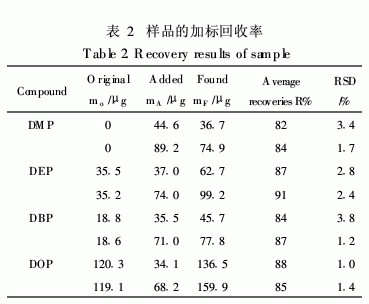 表 2 样品的加标回收率
Table 2 Recovery results of sample
Compound Original m₀/μg Added mA/μg Found mF/μg Average recoveries R% RSD /%
DMP 0 44.6 36.7 82 3.4
0 89.2 74.9 84 1.7
DEP 35.5 37.0 62.7 87 2.8
35.2 74.0 99.2 91 2.4
DBP 18.8 35.5 45.7 84 3.8
18.6 71.0 77.8 87 1.2
DOP 120.3 34.1 136.5 88 1.0
119.1 68.2 159.9 85 1.4